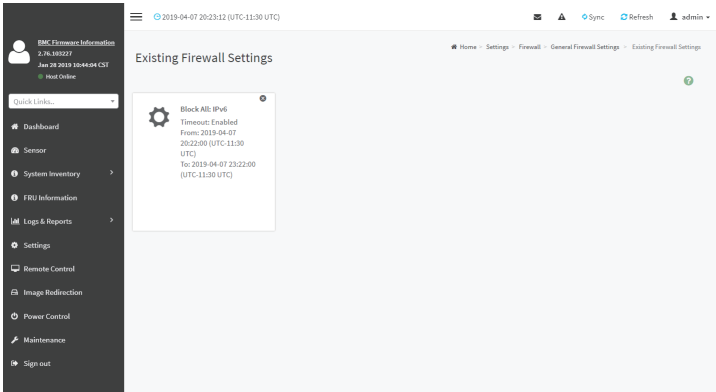 2019-04-07 20:23:12 (UTC-11:30 UTC)
Sync
Refresh
admin
BMC Firmware Information
2.76.103227
Jan 28 2019 10:44:04 CST
Host Online
Quick Links..
Dashboard
Sensor
System Inventory
FRU Information
Logs & Reports
Settings
Remote Control
Image Redirection
Power Control
Maintenance
Sign out
Existing Firewall Settings
Home > Settings > Firewall > General Firewall Settings > Existing Firewall Settings
Block All: IPv6
Timeout: Enabled
From: 2019-04-07
20:22:00 (UTC-11:30
UTC)
To: 2019-04-07 23:22:00
(UTC-11:30 UTC)